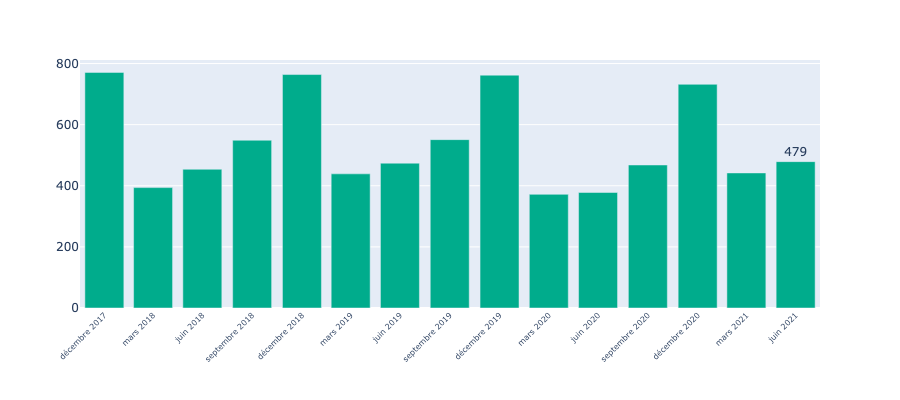 800
600
400
200
0
479
décembre 2017
mars 2018
juin 2018
septembre 2018
décembre 2018
mars 2019
juin 2019
septembre 2019
décembre 2019
mars 2020
juin 2020
septembre 2020
décembre 2020
mars 2021
juin 2021